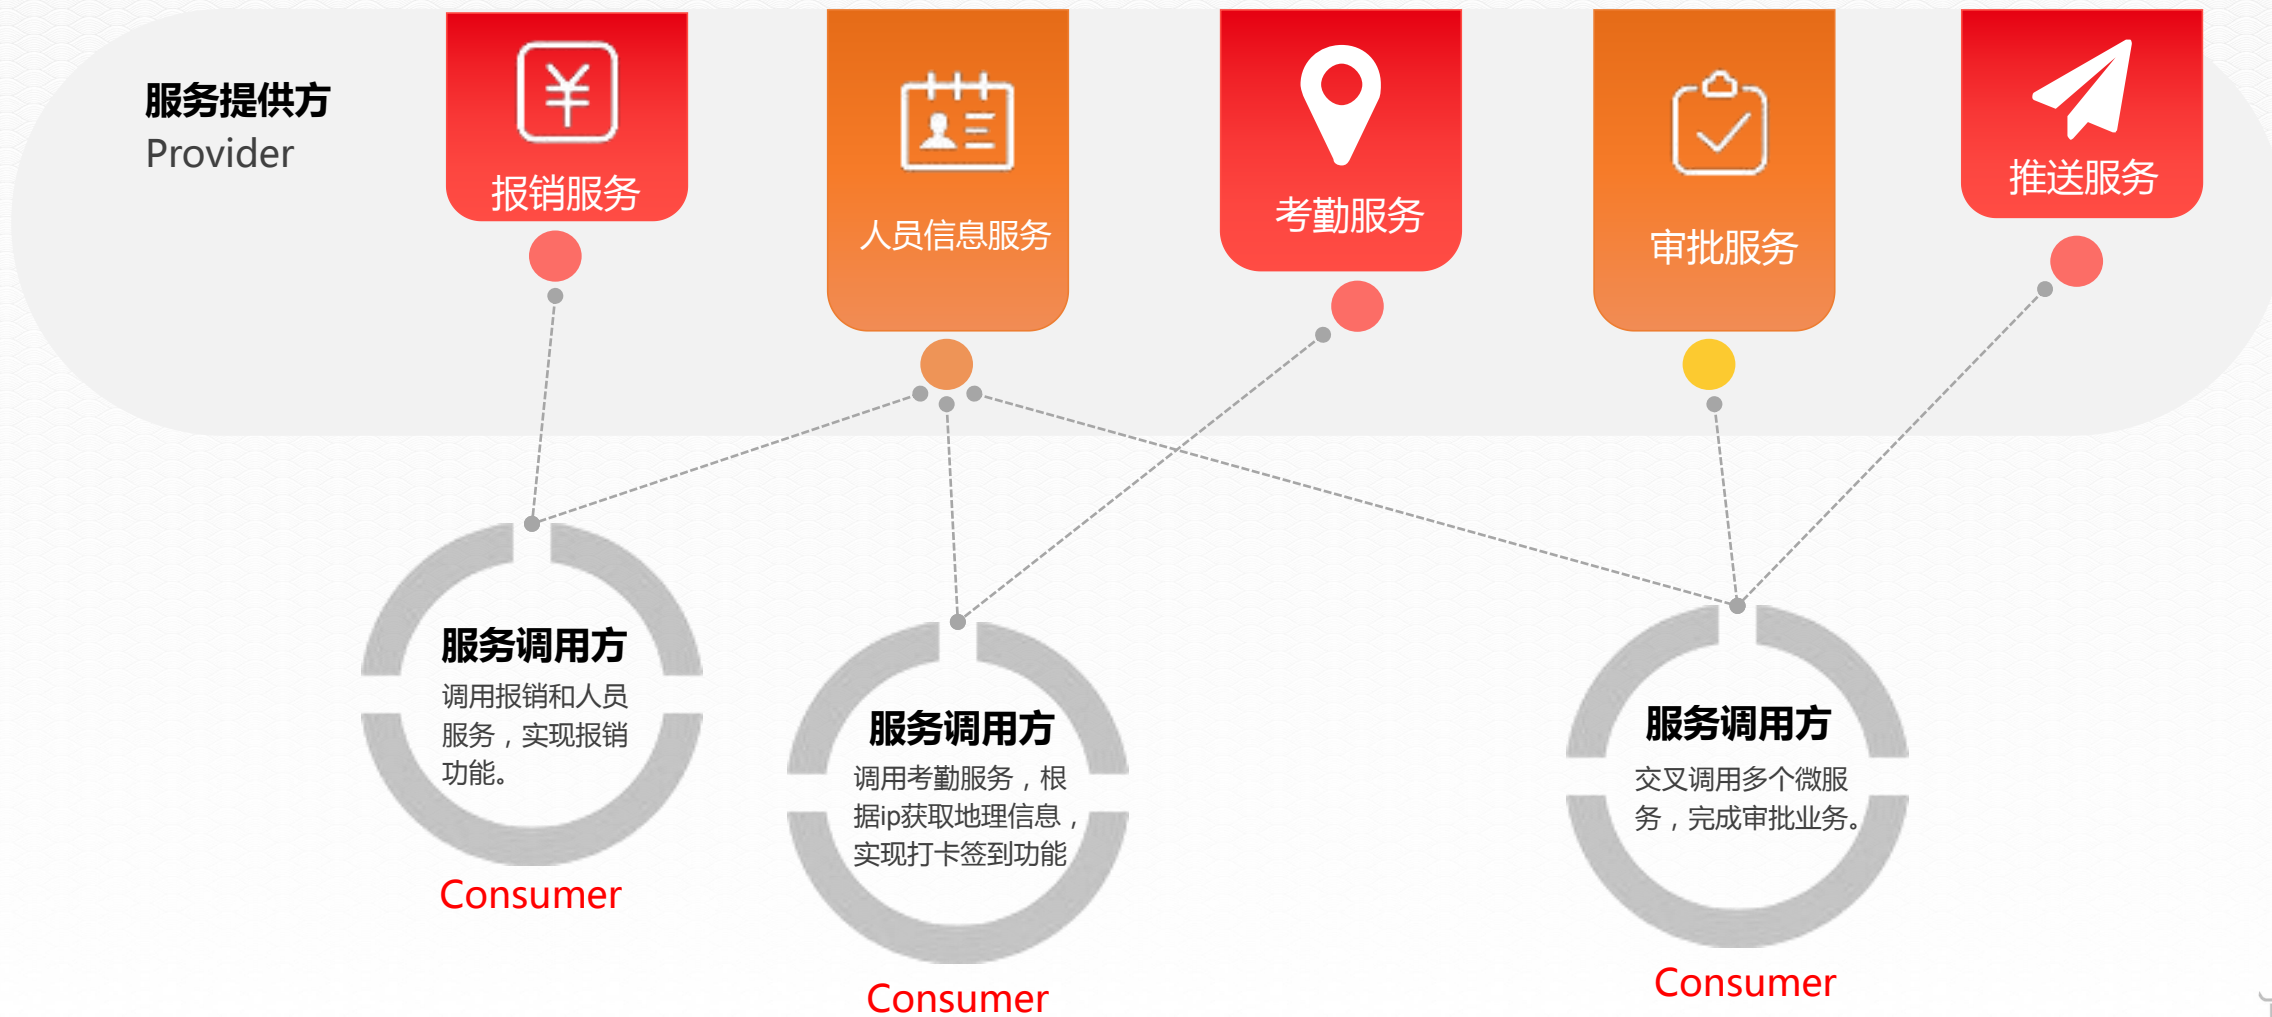 服务提供方
Provider
报销服务
人员信息服务
考勤服务
审批服务
推送服务
服务调用方
调用报销和人员
服务，实现报销
功能。
Consumer
服务调用方
调用考勤服务，根
据ip获取地理信息，
实现打卡签到功能
Consumer
服务调用方
交叉调用多个微服
务，完成审批业务。
Consumer